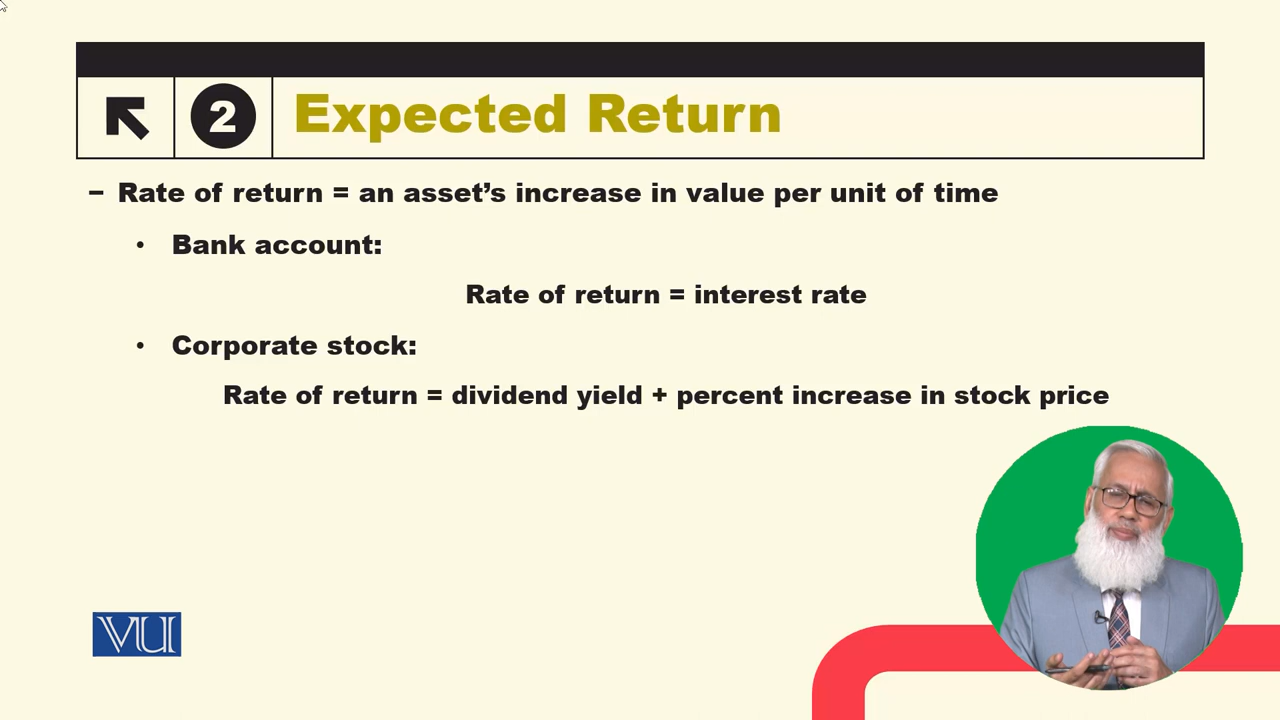 2 Expected Return
– Rate of return = an asset’s increase in value per unit of time
• Bank account:
Rate of return = interest rate
• Corporate stock:
Rate of return = dividend yield + percent increase in stock price
VU